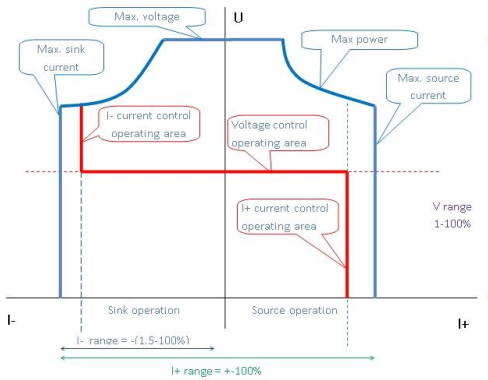 Max. voltage
U
Max. sink
current
Max power
Max. source
current
I- current control
operating area
Voltage control
operating area
V range
1-100%
I+ current control
operating area
Sink operation
Source operation
I-
I+
I- range = -(1.5-100%)
I+ range = +-100%